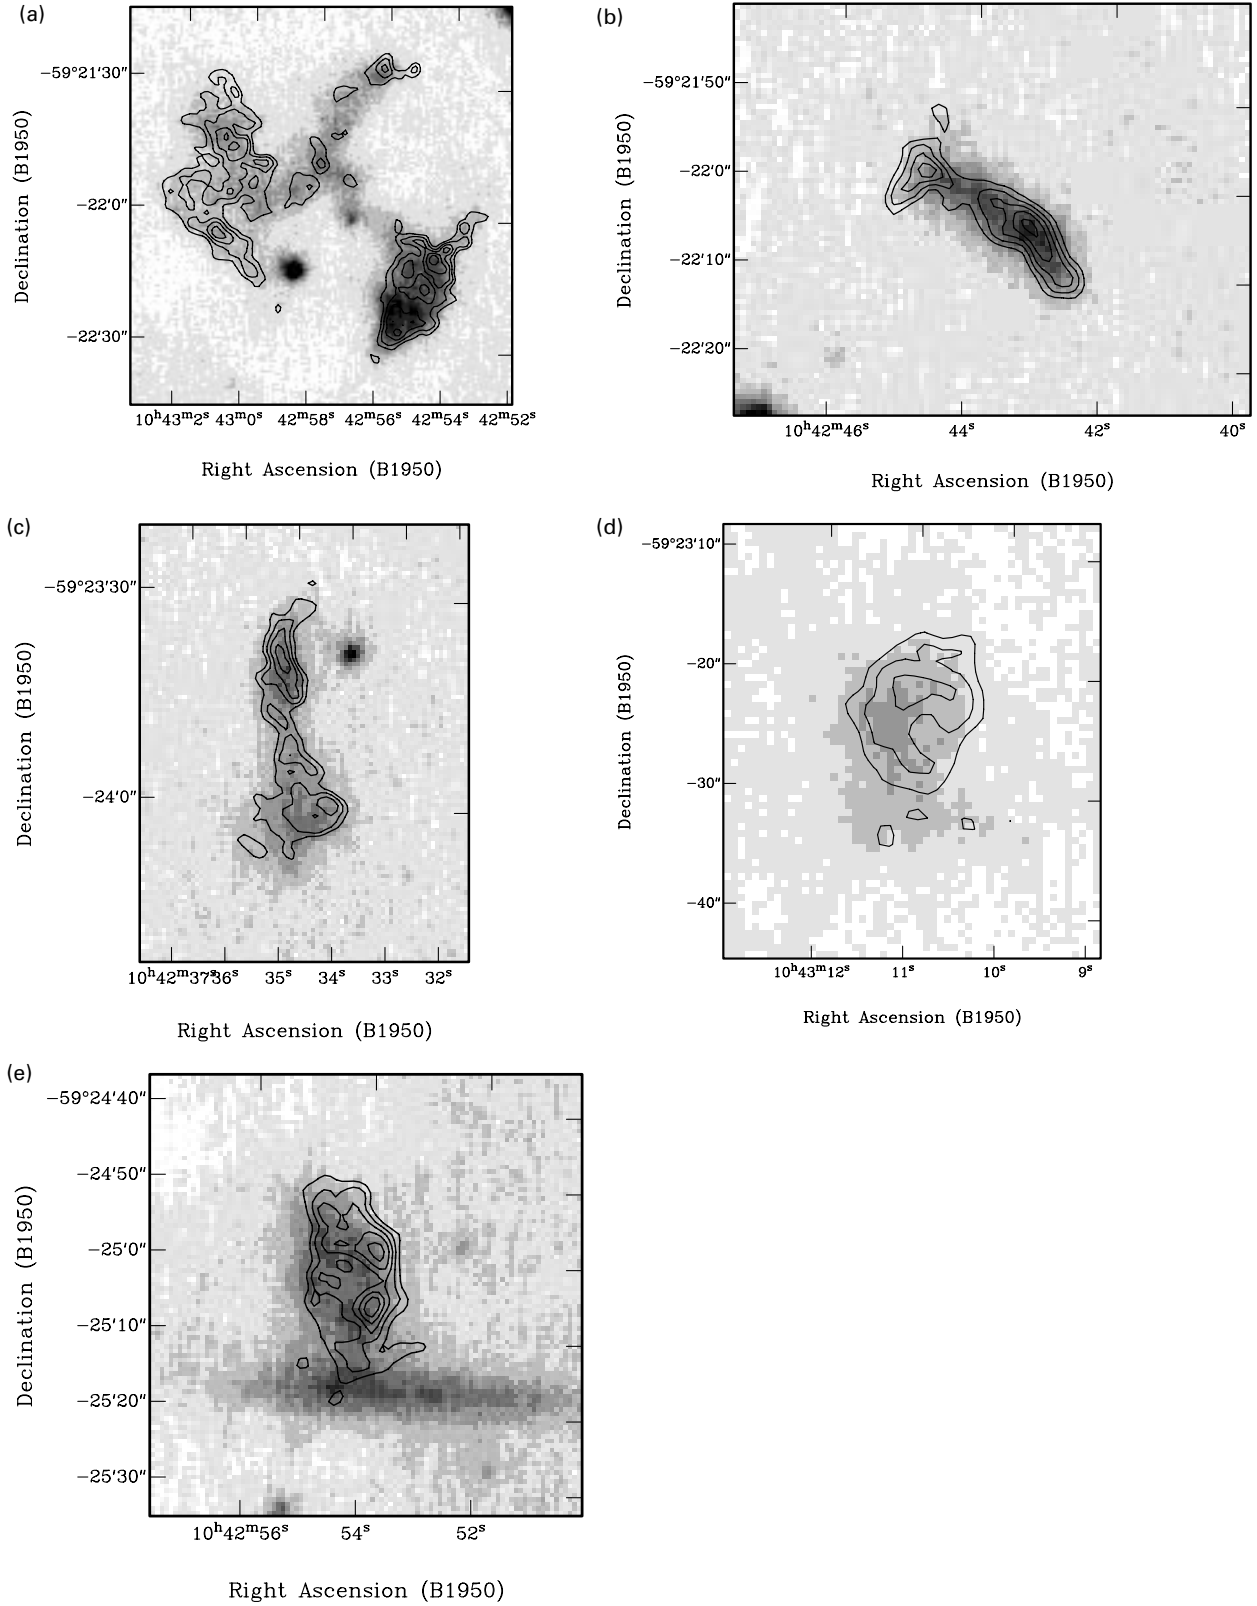 (a)
−59°21′30″
−22′0″
−22′30″
Declination (B1950)
10ʰ43ᵐ2ˢ 43ᵐ0ˢ 42ᵐ58ˢ 42ᵐ56ˢ 42ᵐ54ˢ 42ᵐ52ˢ
Right Ascension (B1950)
(b)
−59°21′50″
−22′0″
−22′10″
−22′20″
Declination (B1950)
10ʰ42ᵐ46ˢ 44ˢ 42ˢ 40ˢ
Right Ascension (B1950)
(c)
−59°23′30″
−24′0″
Declination (B1950)
10ʰ42ᵐ37ˢ36ˢ 35ˢ 34ˢ 33ˢ 32ˢ
Right Ascension (B1950)
(d)
−59°23′10″
−20″
−30″
−40″
Declination (B1950)
10ʰ43ᵐ12ˢ 11ˢ 10ˢ 9ˢ
Right Ascension (B1950)
(e)
−59°24′40″
−24′50″
−25′0″
−25′10″
−25′20″
−25′30″
Declination (B1950)
10ʰ42ᵐ56ˢ 54ˢ 52ˢ
Right Ascension (B1950)